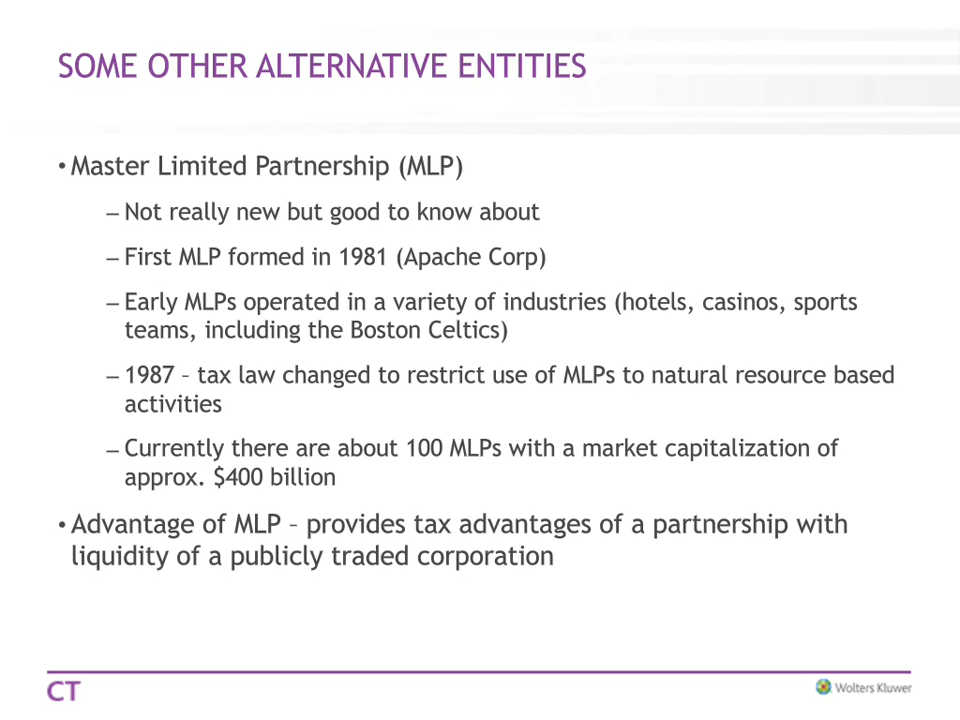 SOME OTHER ALTERNATIVE ENTITIES
• Master Limited Partnership (MLP)
– Not really new but good to know about
– First MLP formed in 1981 (Apache Corp)
– Early MLPs operated in a variety of industries (hotels, casinos, sports
teams, including the Boston Celtics)
– 1987 – tax law changed to restrict use of MLPs to natural resource based
activities
– Currently there are about 100 MLPs with a market capitalization of
approx. $400 billion
• Advantage of MLP – provides tax advantages of a partnership with
liquidity of a publicly traded corporation
CT
Wolters Kluwer